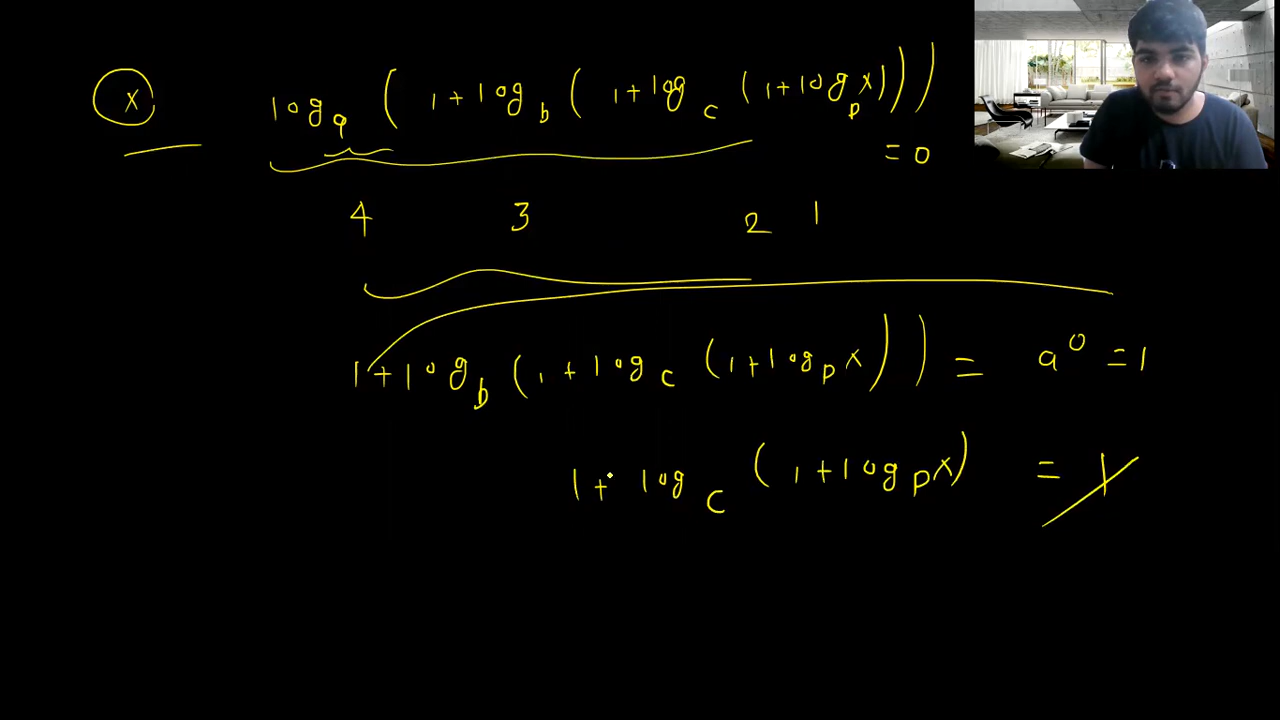 x log_a (1+log_b (1+log_c (1+log_p x)))
= 0
4 3 2 1
1+log_b (1+log_c (1+log_p x)) = a^0 = 1
1+ log_c (1+log_p x) = 1